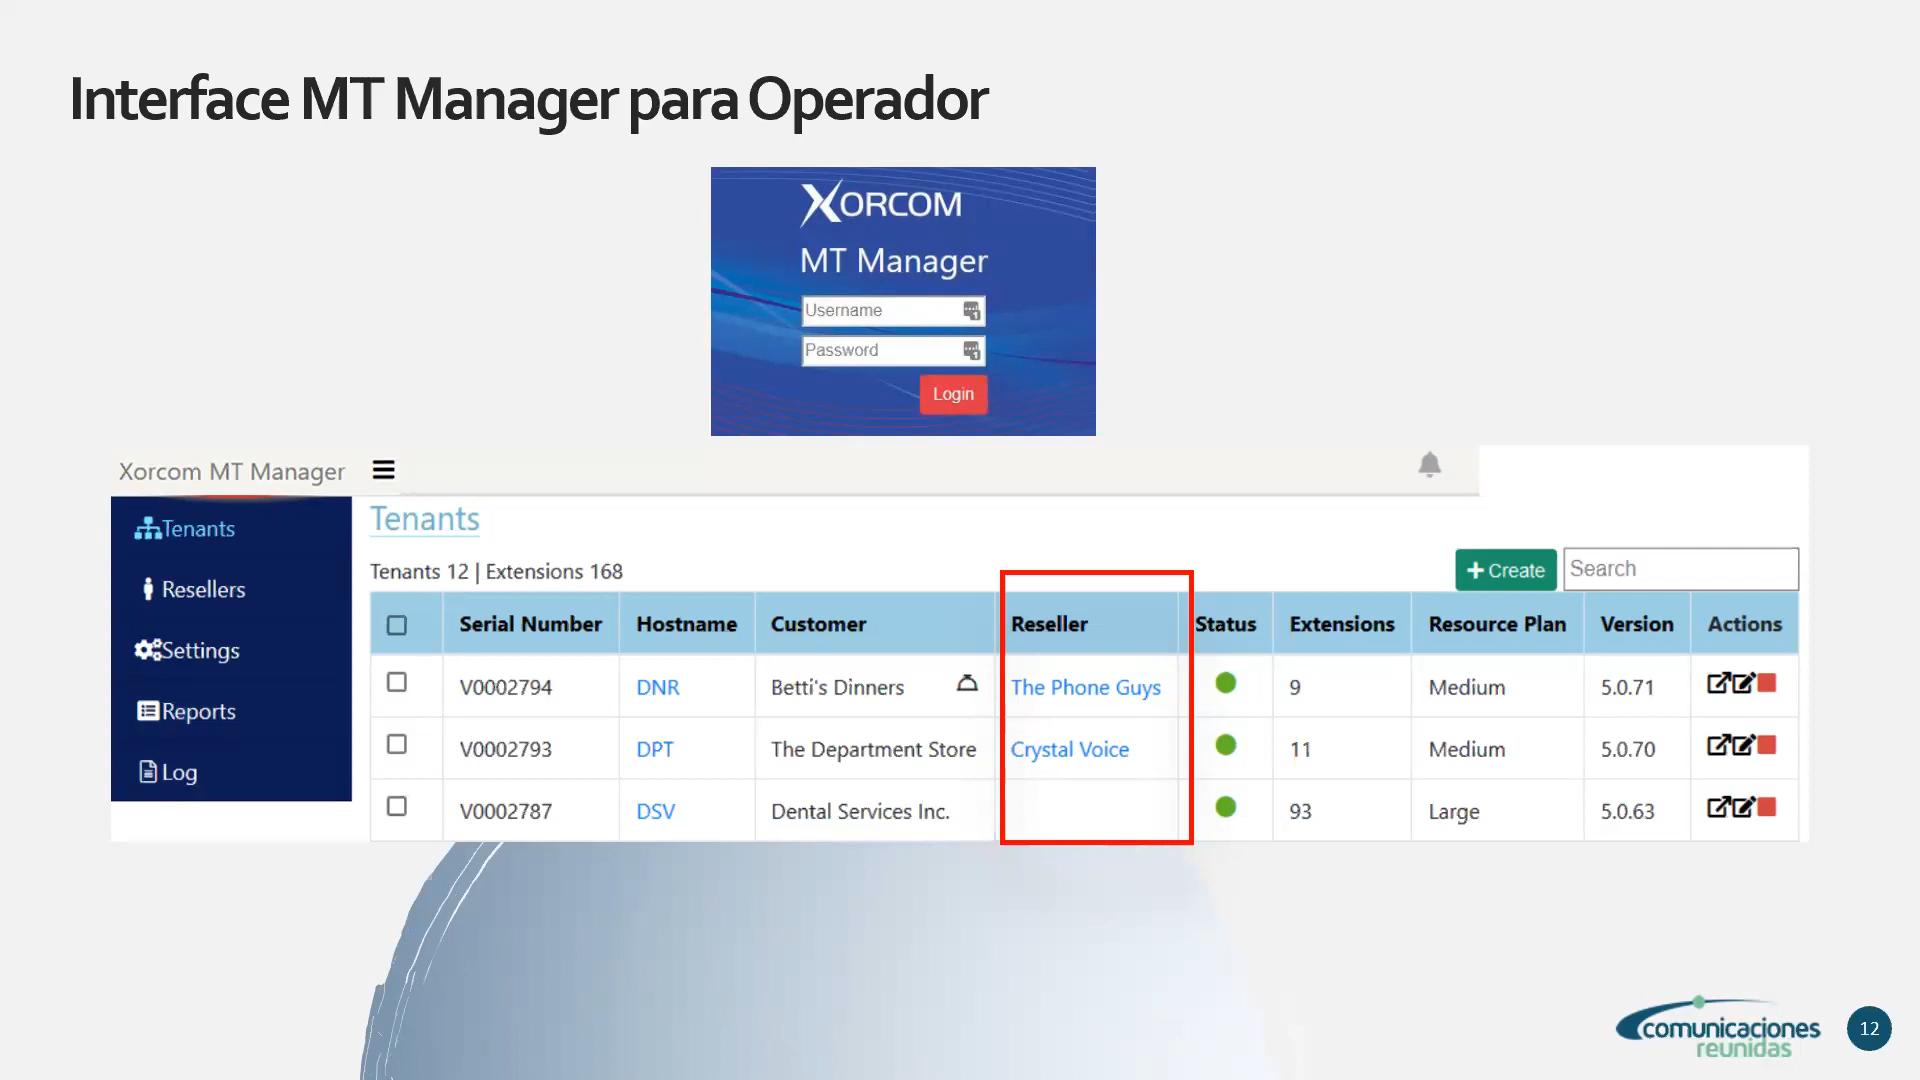 Interface MT Manager para Operador
XORCOM
MT Manager
Username
Password
Login
Xorcom MT Manager
Tenants
Resellers
Settings
Reports
Log
Tenants
Tenants 12 | Extensions 168
Create
Search
Serial Number Hostname Customer Reseller Status Extensions Resource Plan Version Actions
V0002794 DNR Betti's Dinners The Phone Guys 9 Medium 5.0.71
V0002793 DPT The Department Store Crystal Voice 11 Medium 5.0.70
V0002787 DSV Dental Services Inc. 93 Large 5.0.63
comunicaciones
reunidas
12